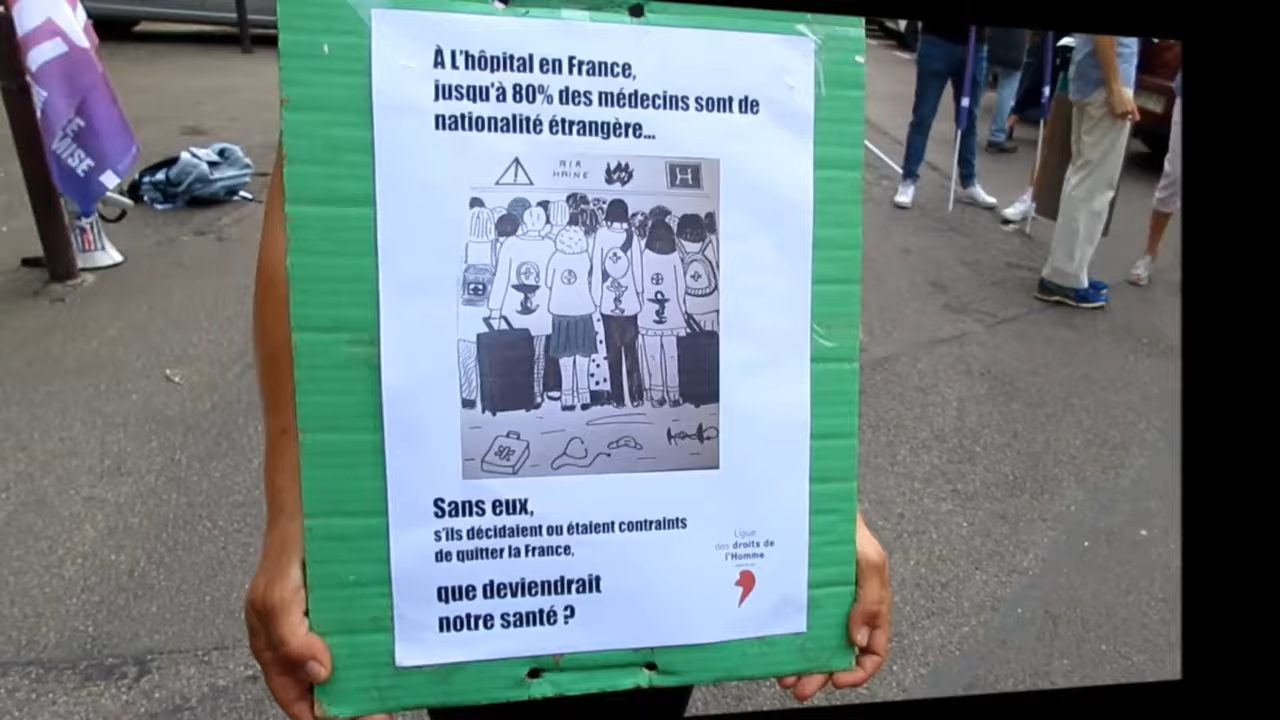 À L'hôpital en France,
jusqu'à 80% des médecins sont de
nationalité étrangère...
AIR
HAINE
H
Sans eux,
s'ils décidaient ou étaient contraints
de quitter la France,
que deviendrait
notre santé ?
Ligue
des droits de
l'Homme
MISE